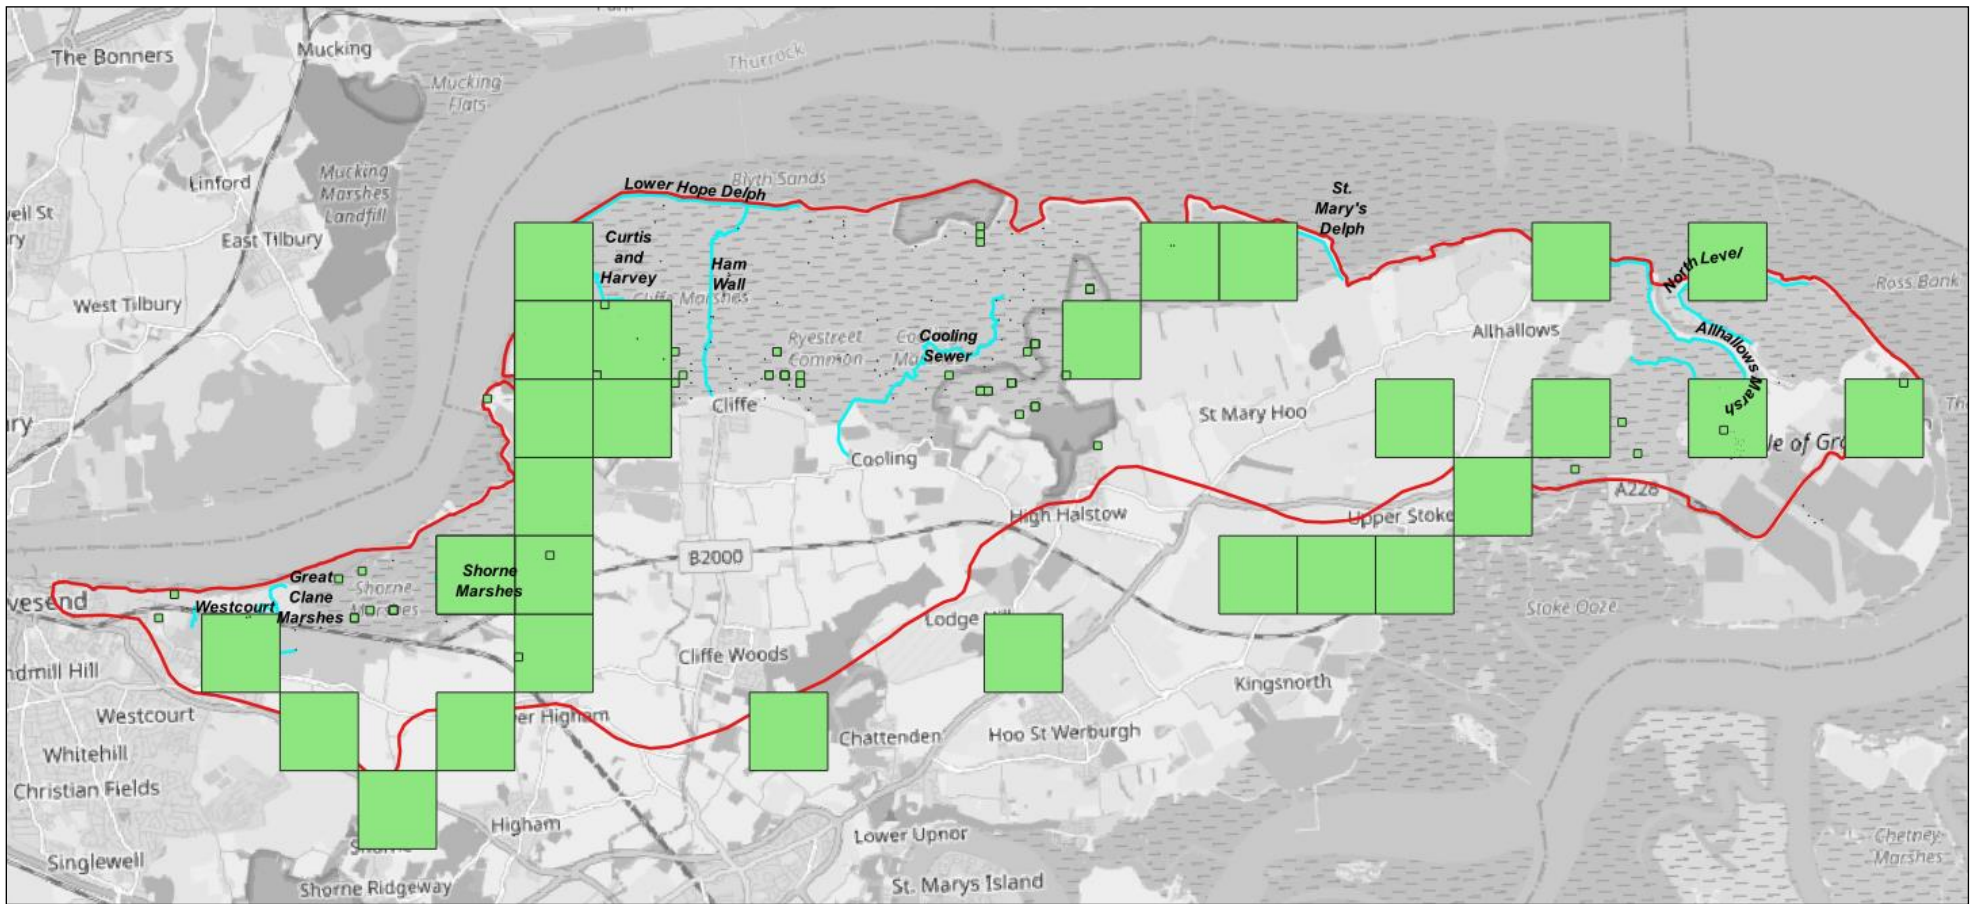 The Bonners
Mucking
Thurrock
Mucking
Flats
Mucking
Marshes
Landfill
Linford
East Tilbury
West Tilbury
Lower Hope Delph
Blyth Sands
Curtis
and
Harvey
Ham
Wall
Cliffe Marshes
Ryestreet
Common
Cooling
Sewer
St.
Mary's
Delph
North Level
Ross Bank
Allhallows
Allhallows Marsh
Cliffe
St Mary Hoo
Cooling
High Halstow
Upper Stoke
A228
B2000
Shorne
Marshes
Great
Clane
Marshes
Shorne
Marshes
Westcourt
Stoke Ooze
Cliffe Woods
Kingsnorth
Westcourt
Whitehill
Christian Fields
Singlewell
Chattenden
Hoo St Werburgh
Higham
Lower Upnor
Shorne Ridgeway
St. Marys Island
Chetney
Marshes